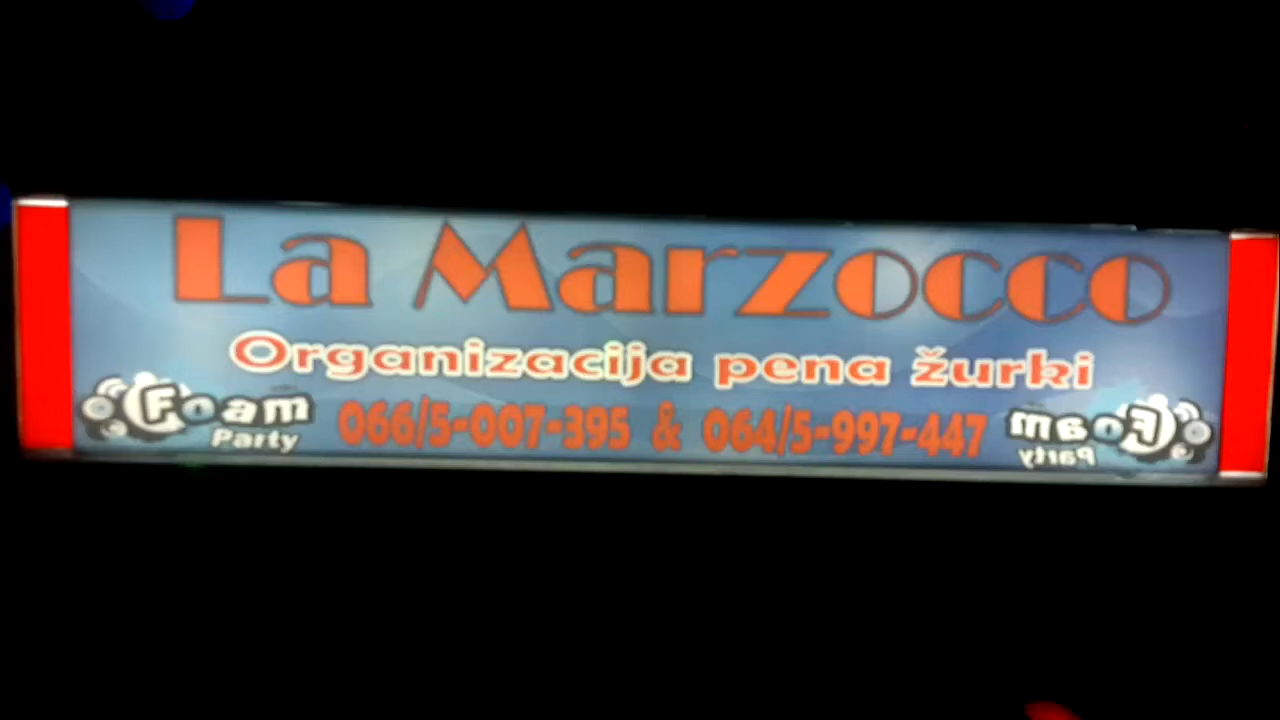 La Marzocco
Organizacija pena žurki
Foam Party
066/5-007-395 & 064/5-997-447
Foam Party